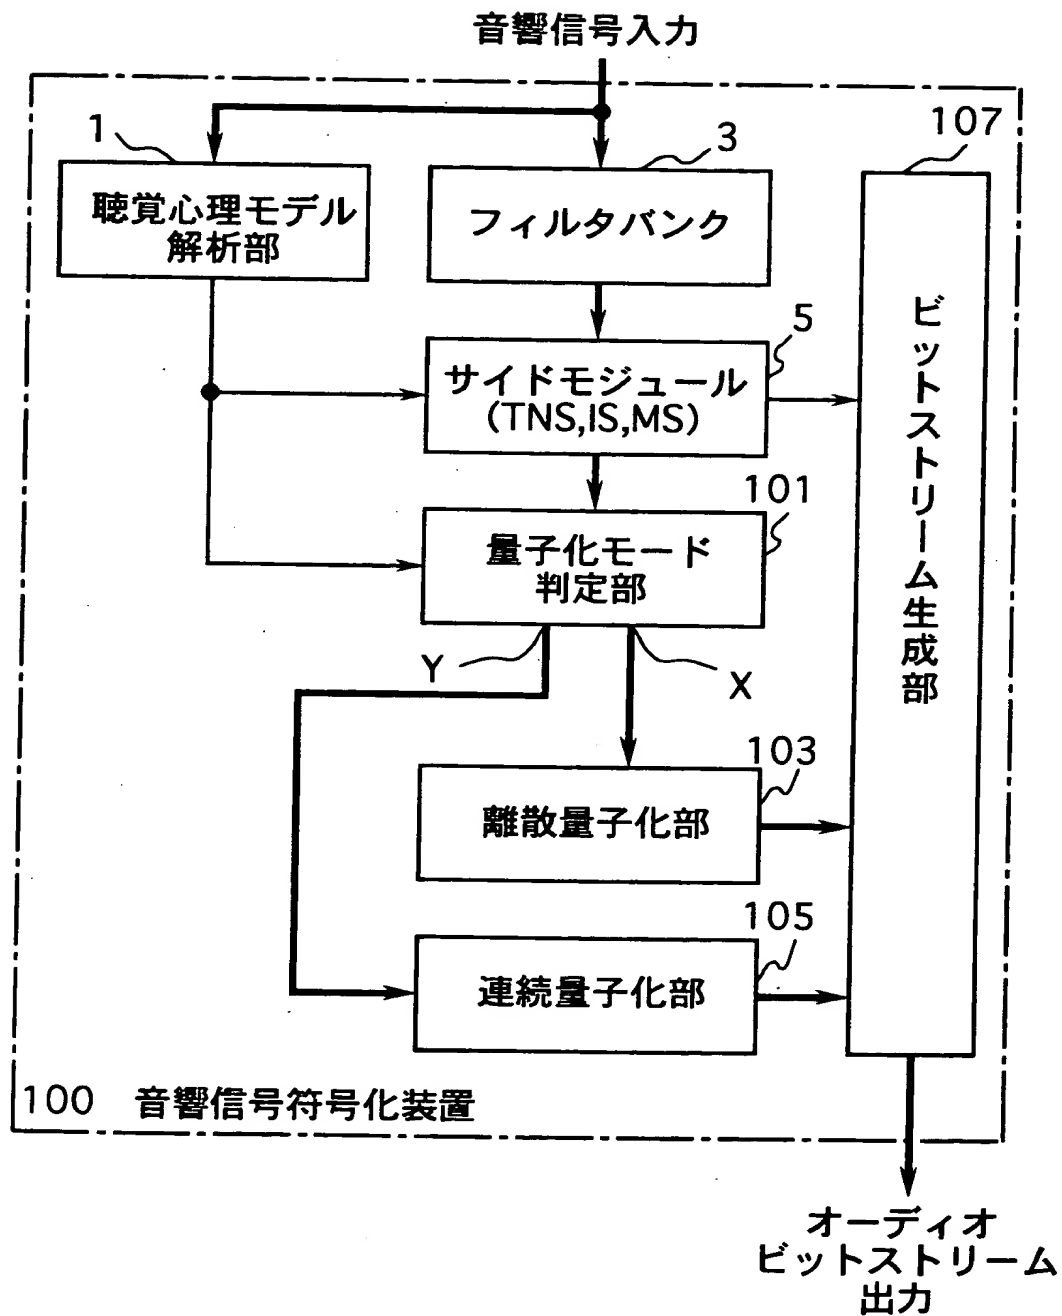 音響信号入力
1
3
107
聴覚心理モデル
解析部
フィルタバンク
5
サイドモジュール
(TNS,IS,MS)
ビットストリーム生成部
101
量子化モード
判定部
Y
X
103
離散量子化部
105
連続量子化部
100 音響信号符号化装置
オーディオ
ビットストリーム
出力